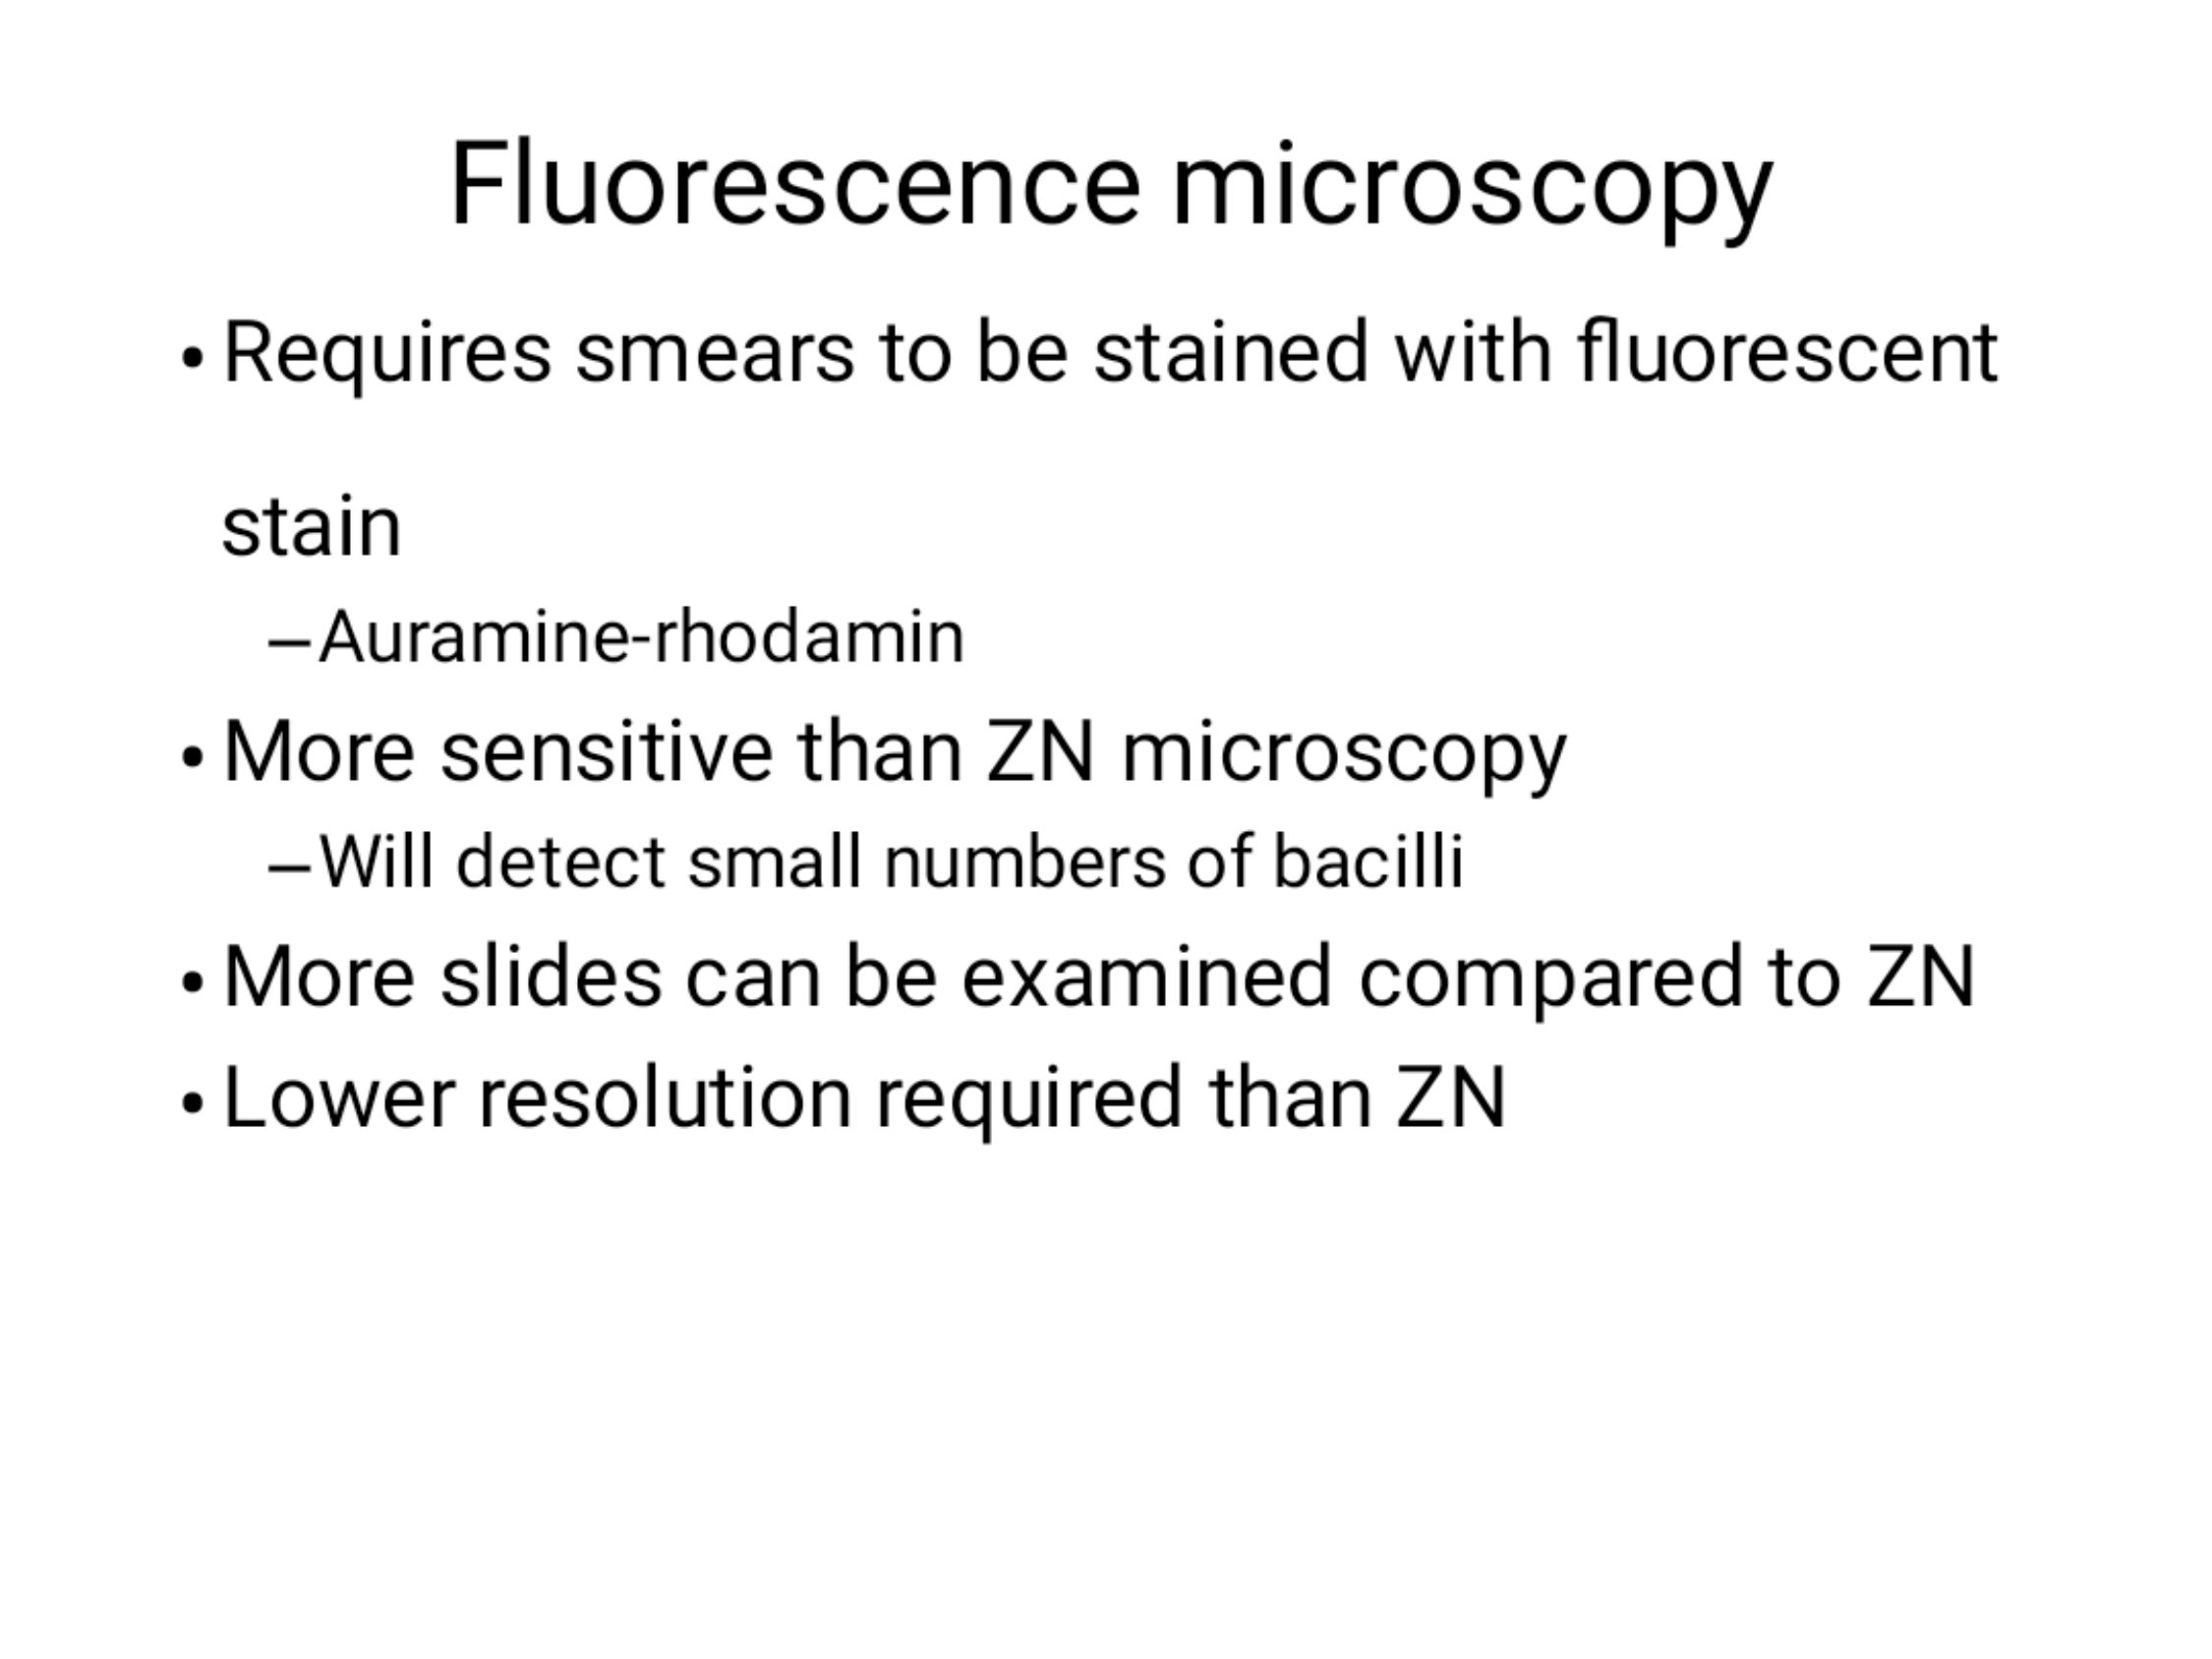 Fluorescence microscopy
• Requires smears to be stained with fluorescent
stain
–Auramine-rhodamin
• More sensitive than ZN microscopy
–Will detect small numbers of bacilli
• More slides can be examined compared to ZN
• Lower resolution required than ZN